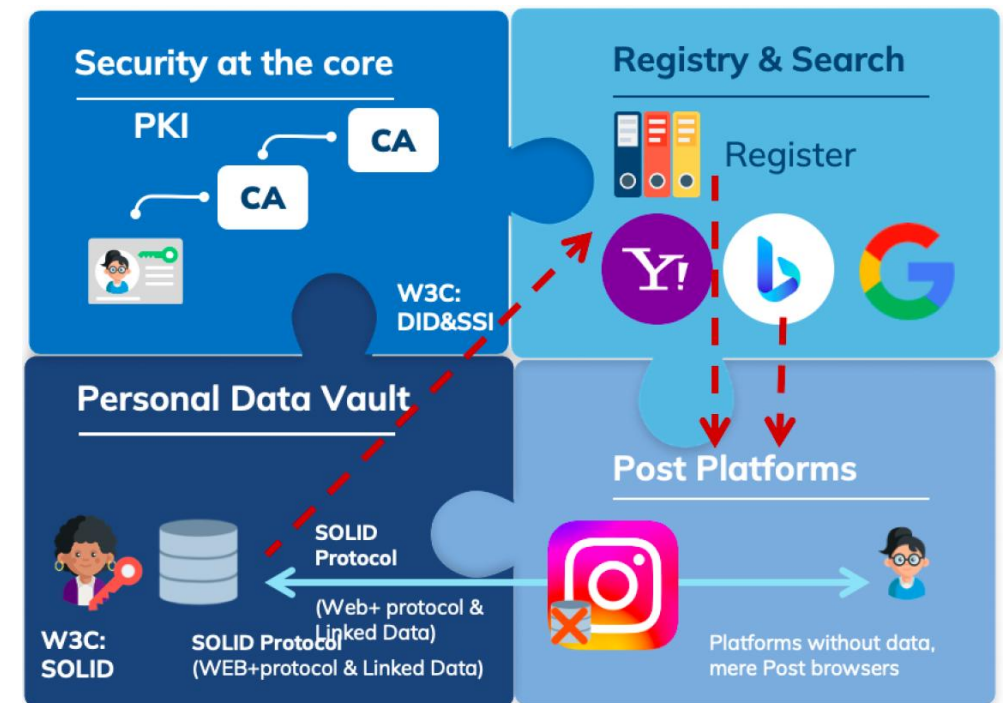 Security at the core
PKI
CA
CA
W3C:
DID&SSI
Registry & Search
Register
Y!
Personal Data Vault
SOLID
Protocol
(Web+ protocol &
Linked Data)
W3C:
SOLID
SOLID Protocol
(WEB+protocol & Linked Data)
Post Platforms
Platforms without data,
mere Post browsers